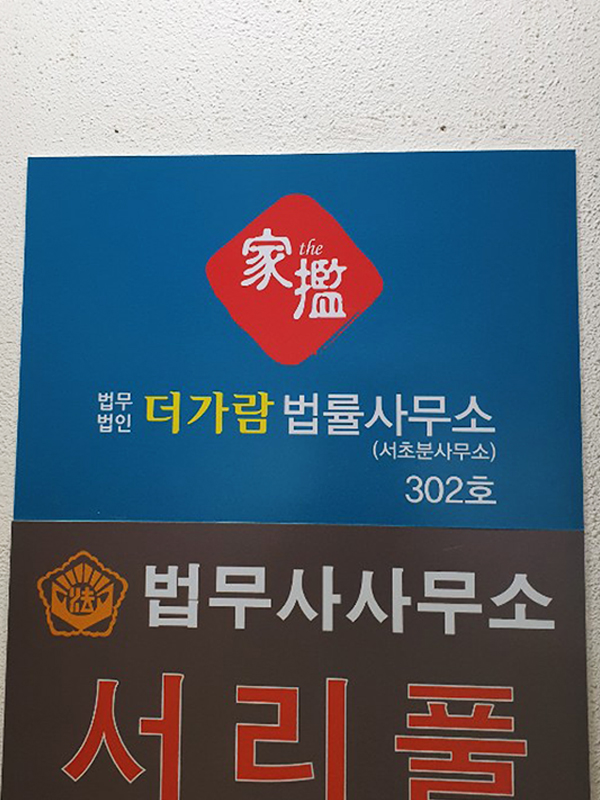 家 the
擥
법무
법인 더가람 법률사무소
(서초분사무소)
302호
法
법무사사무소
서리풀